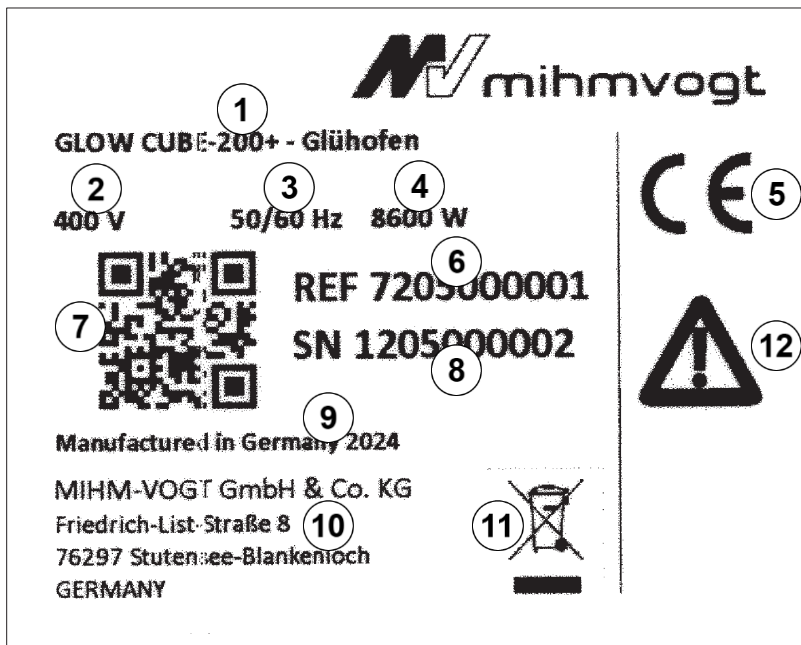 mihmvogt
1
GLOW CUBE-200+ - Glühofen
2 3 4
400 V 50/60 Hz 8600 W
CE 5
6
REF 7205000001
7
SN 1205000002
8
12
9
Manufactured in Germany 2024
MIHM-VOGT GmbH & Co. KG
Friedrich-List-Straße 8 10
11
76297 Stutensee-Blankenloch
GERMANY